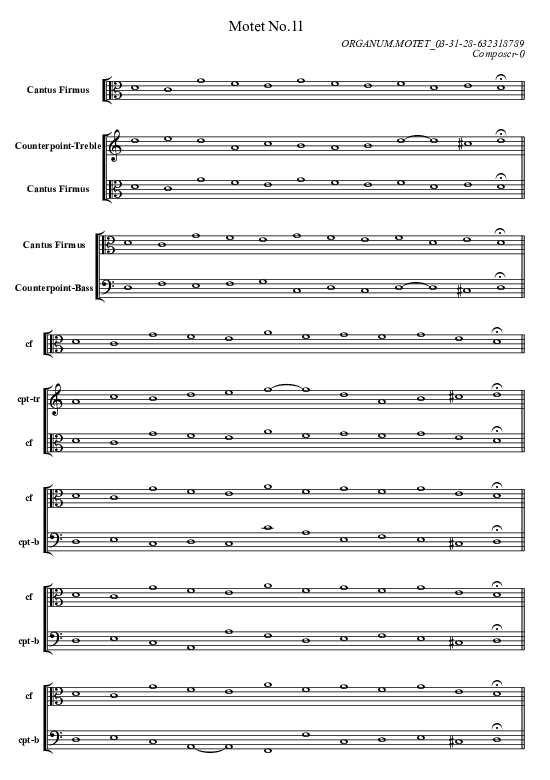 Motet No.11
ORGANUM.MOTET_03-31-28-632318789
Composer-0
Cantus Firmus
Counterpoint-Treble
Cantus Firmus
Cantus Firmus
Counterpoint-Bass
cf
cpt-tr
cf
cf
cpt-b
cf
cpt-b
cf
cpt-b